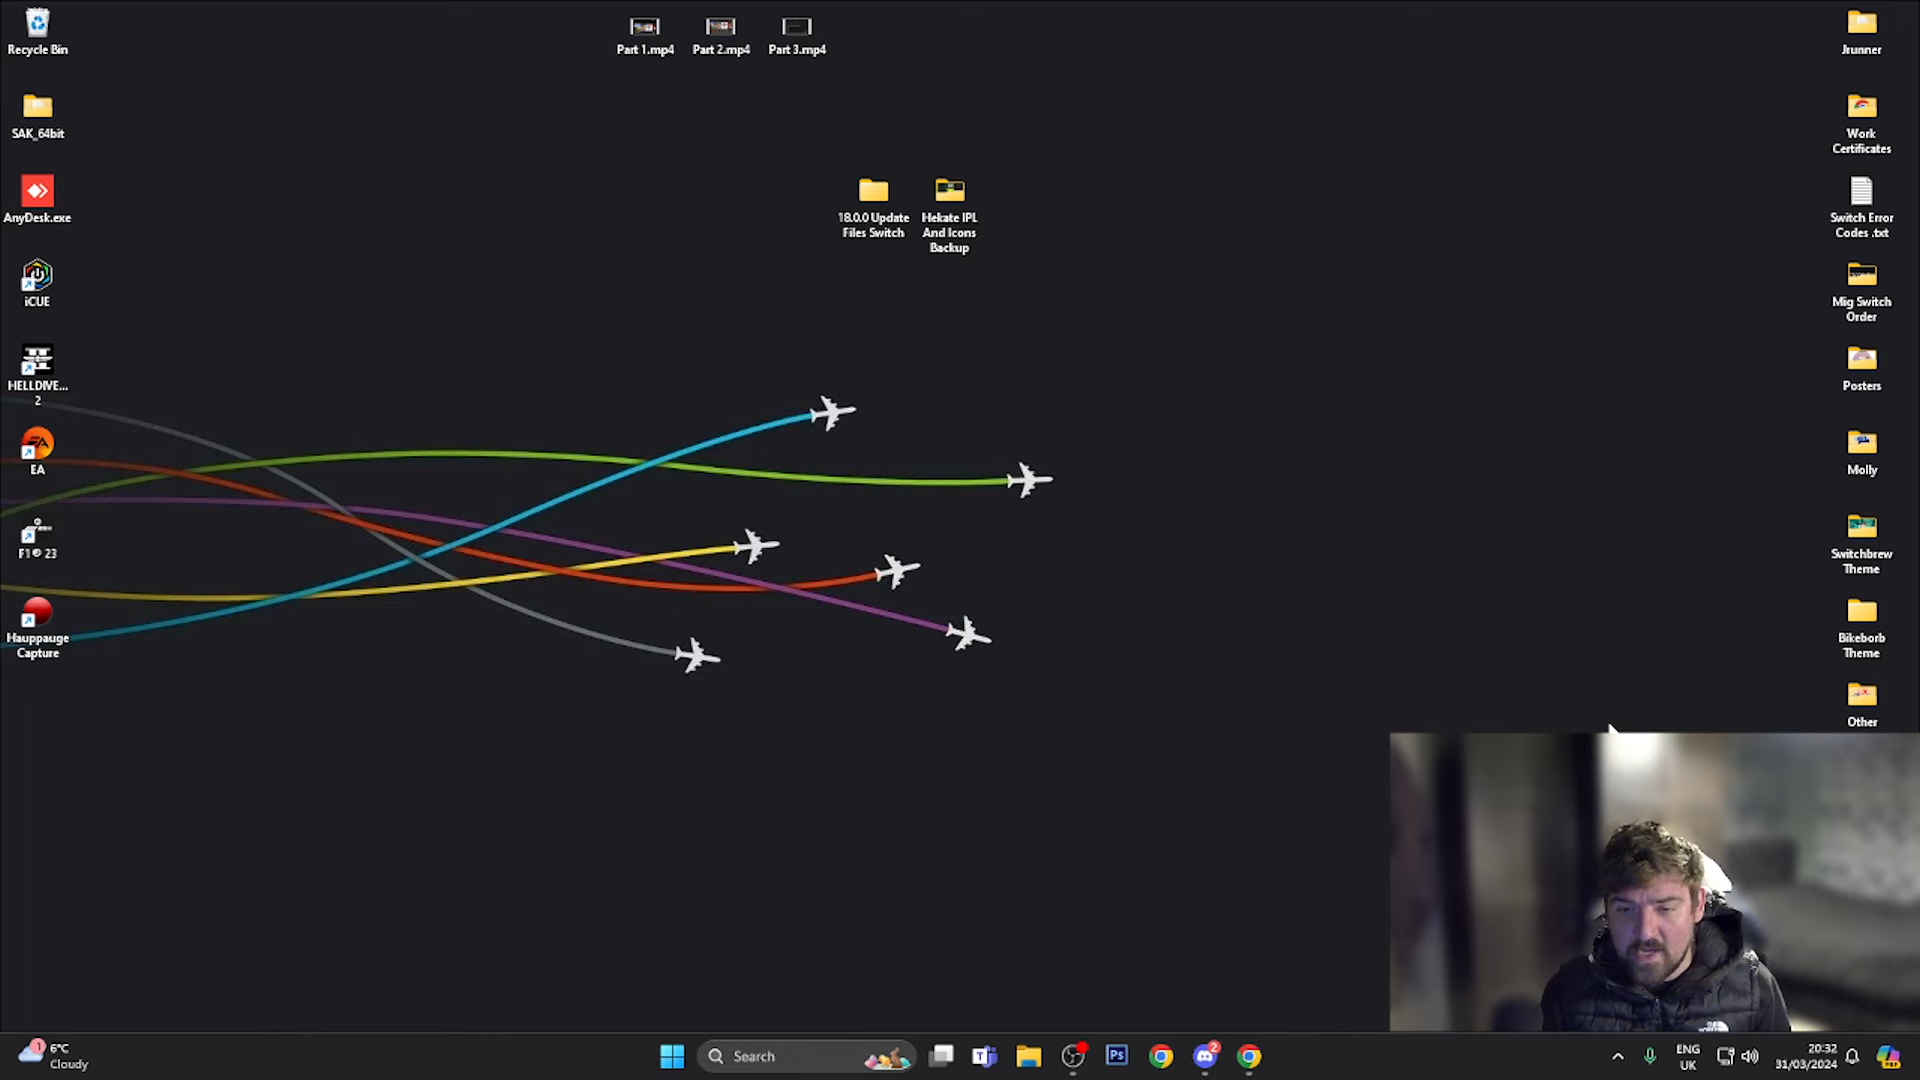 Recycle Bin
SAK_64bit
AnyDesk.exe
iCUE
HELLDIVE...
2
EA
F1® 23
Hauppauge
Capture
Part 1.mp4
Part 2.mp4
Part 3.mp4
18.0.0 Update
Files Switch
Hekate IPL
And Icons
Backup
Jrunner
Work
Certificates
Switch Error
Codes .txt
Mig Switch
Order
Posters
Molly
Switchbrew
Theme
Bikeborb
Theme
Other
1
6°C
Cloudy
Search
Ps
2
ENG
UK
20:32
31/03/2024